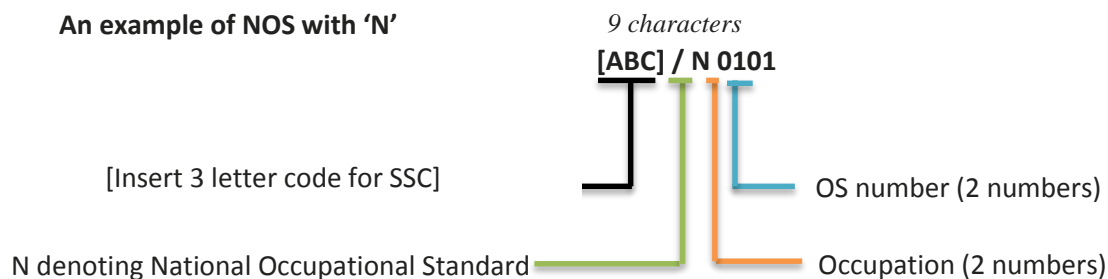 An example of NOS with ‘N’
9 characters
[ABC] / N 0101
[Insert 3 letter code for SSC]
OS number (2 numbers)
N denoting National Occupational Standard
Occupation (2 numbers)